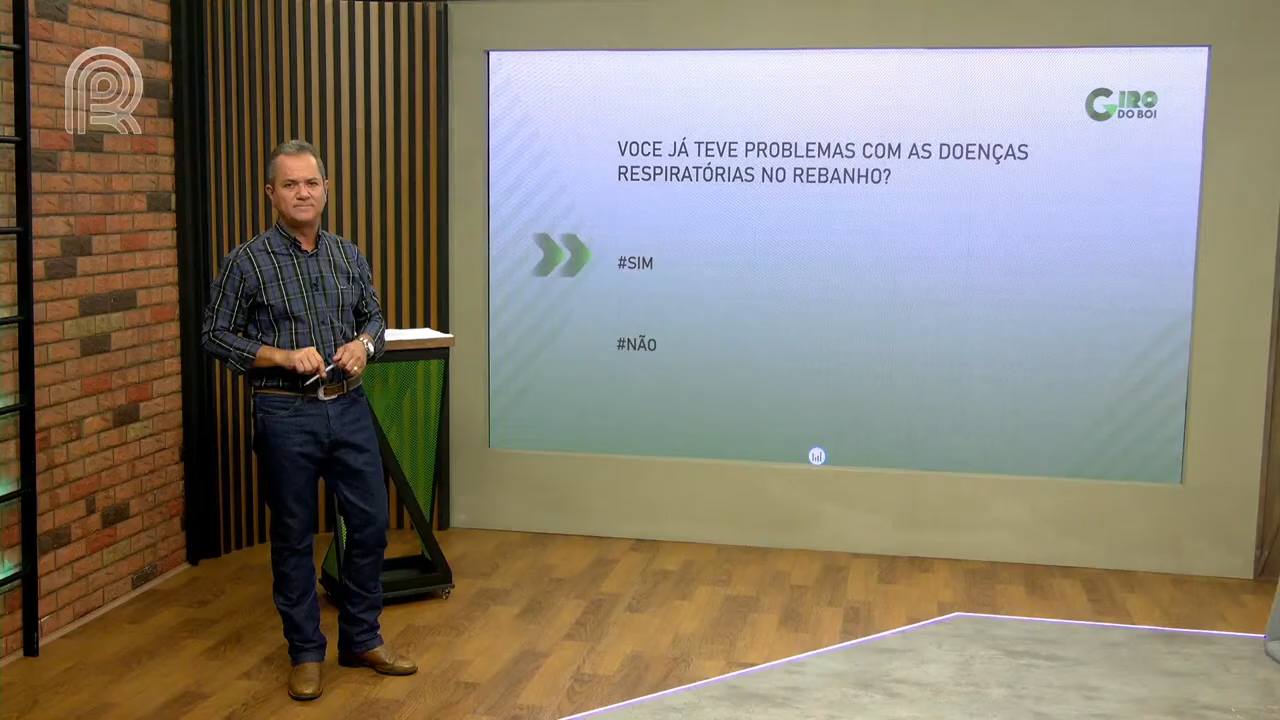 GIRO
DO BOI
VOCE JÁ TEVE PROBLEMAS COM AS DOENÇAS
RESPIRATÓRIAS NO REBANHO?
#SIM
#NÃO